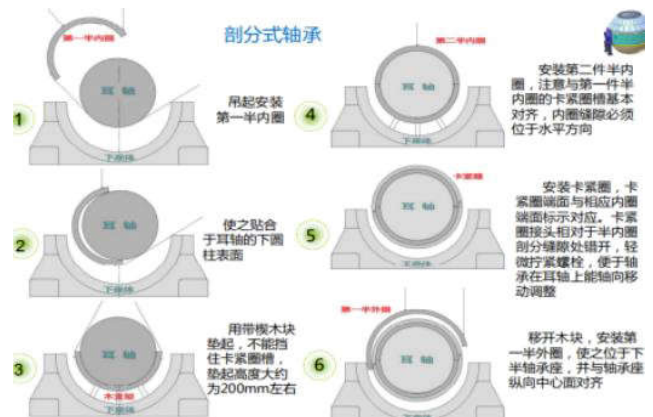 剖分式轴承
第一半内圈
耳轴
下座体
1
吊起安装
第一半内圈
耳轴
下座体
2
使之贴合
于耳轴的下圆
柱表面
耳轴
下座体
3
用带楔木块
垫起，不能挡
住卡紧圈槽，
垫起高度大约
为200mm左右
第二半内圈
耳轴
下座体
4
安装第二件半内
圈，注意与第一件半
内圈的卡紧圈槽基本
对齐，内圈缝隙必须
位于水平方向
卡紧圈
耳轴
下座体
5
安装卡紧圈，卡
紧圈端面与相应内圈
端面标示对应。卡紧
圈接头相对于半内圈
剖分缝隙处错开，轻
微拧紧螺栓，便于轴
承在耳轴上能轴向移
动调整
第一半外圈
耳轴
下座体
6
移开木块，安装第
一半外圈，使之位于下
半轴承座，并与轴承座
纵向中心面对齐